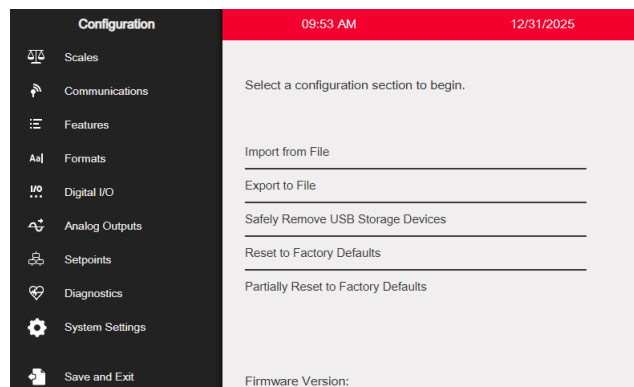 Configuration
09:53 AM
12/31/2025
Scales
Communications
Features
Aa
Formats
I/O
Digital I/O
Analog Outputs
Setpoints
Diagnostics
System Settings
Save and Exit
Select a configuration section to begin.
Import from File
Export to File
Safely Remove USB Storage Devices
Reset to Factory Defaults
Partially Reset to Factory Defaults
Firmware Version: